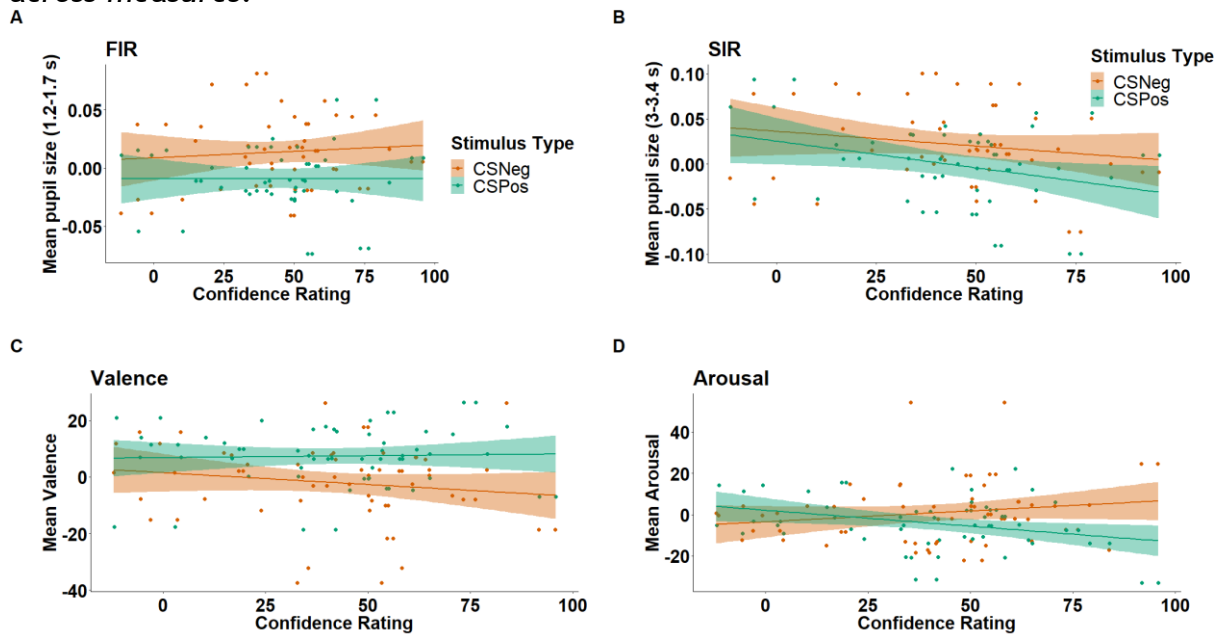 across measures.
A
FIR
Mean pupil size (1.2-1.7 s)
0.05
0.00
-0.05
0
25
50
75
100
Confidence Rating
Stimulus Type
CSNeg
CSPos
B
SIR
Mean pupil size (3-3.4 s)
0.10
0.05
0.00
-0.05
-0.10
0
25
50
75
100
Confidence Rating
Stimulus Type
CSNeg
CSPos
C
Valence
Mean Valence
20
0
-20
-40
0
25
50
75
100
Confidence Rating
D
Arousal
Mean Arousal
40
20
0
-20
0
25
50
75
100
Confidence Rating